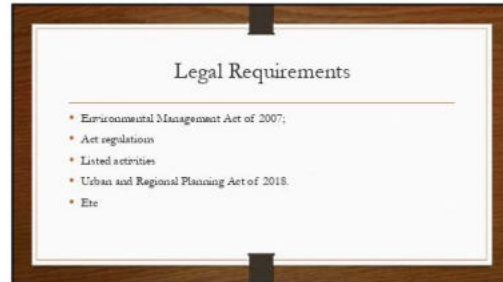 Legal Requirements
Environmental Management Act of 2007;
Act regulations
Listed activities
Urban and Regional Planning Act of 2018.
Etc